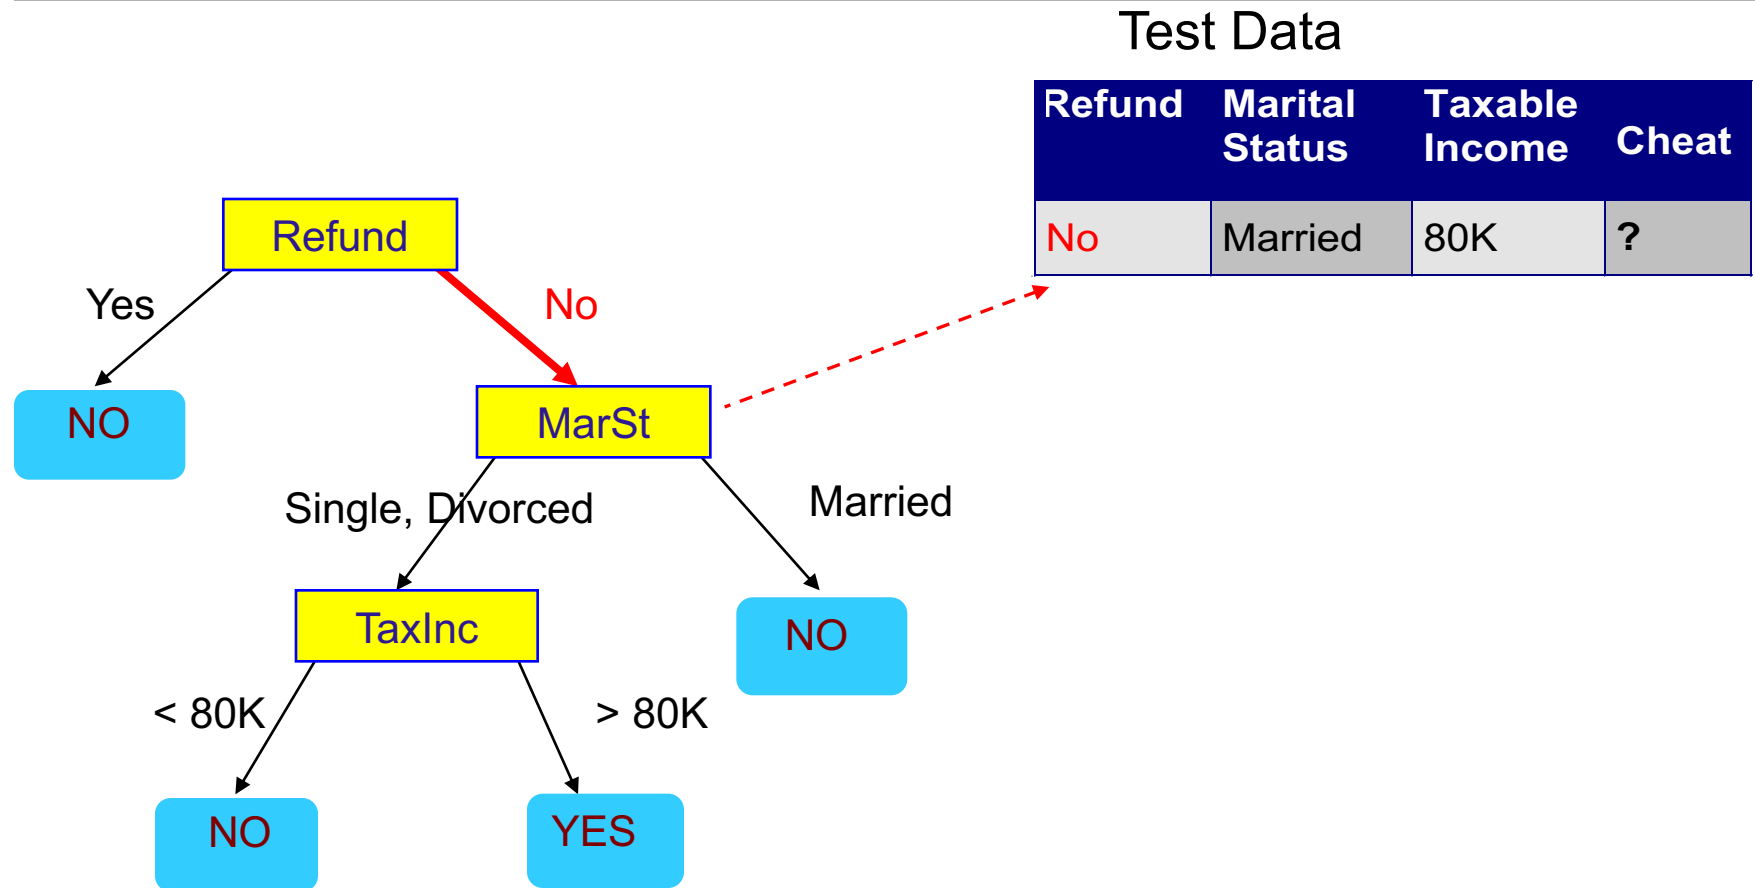 Test Data
Refund Marital Status Taxable Income Cheat
No Married 80K ?
Refund
Yes
No
NO
MarSt
Single, Divorced
Married
TaxInc
NO
< 80K
> 80K
NO
YES